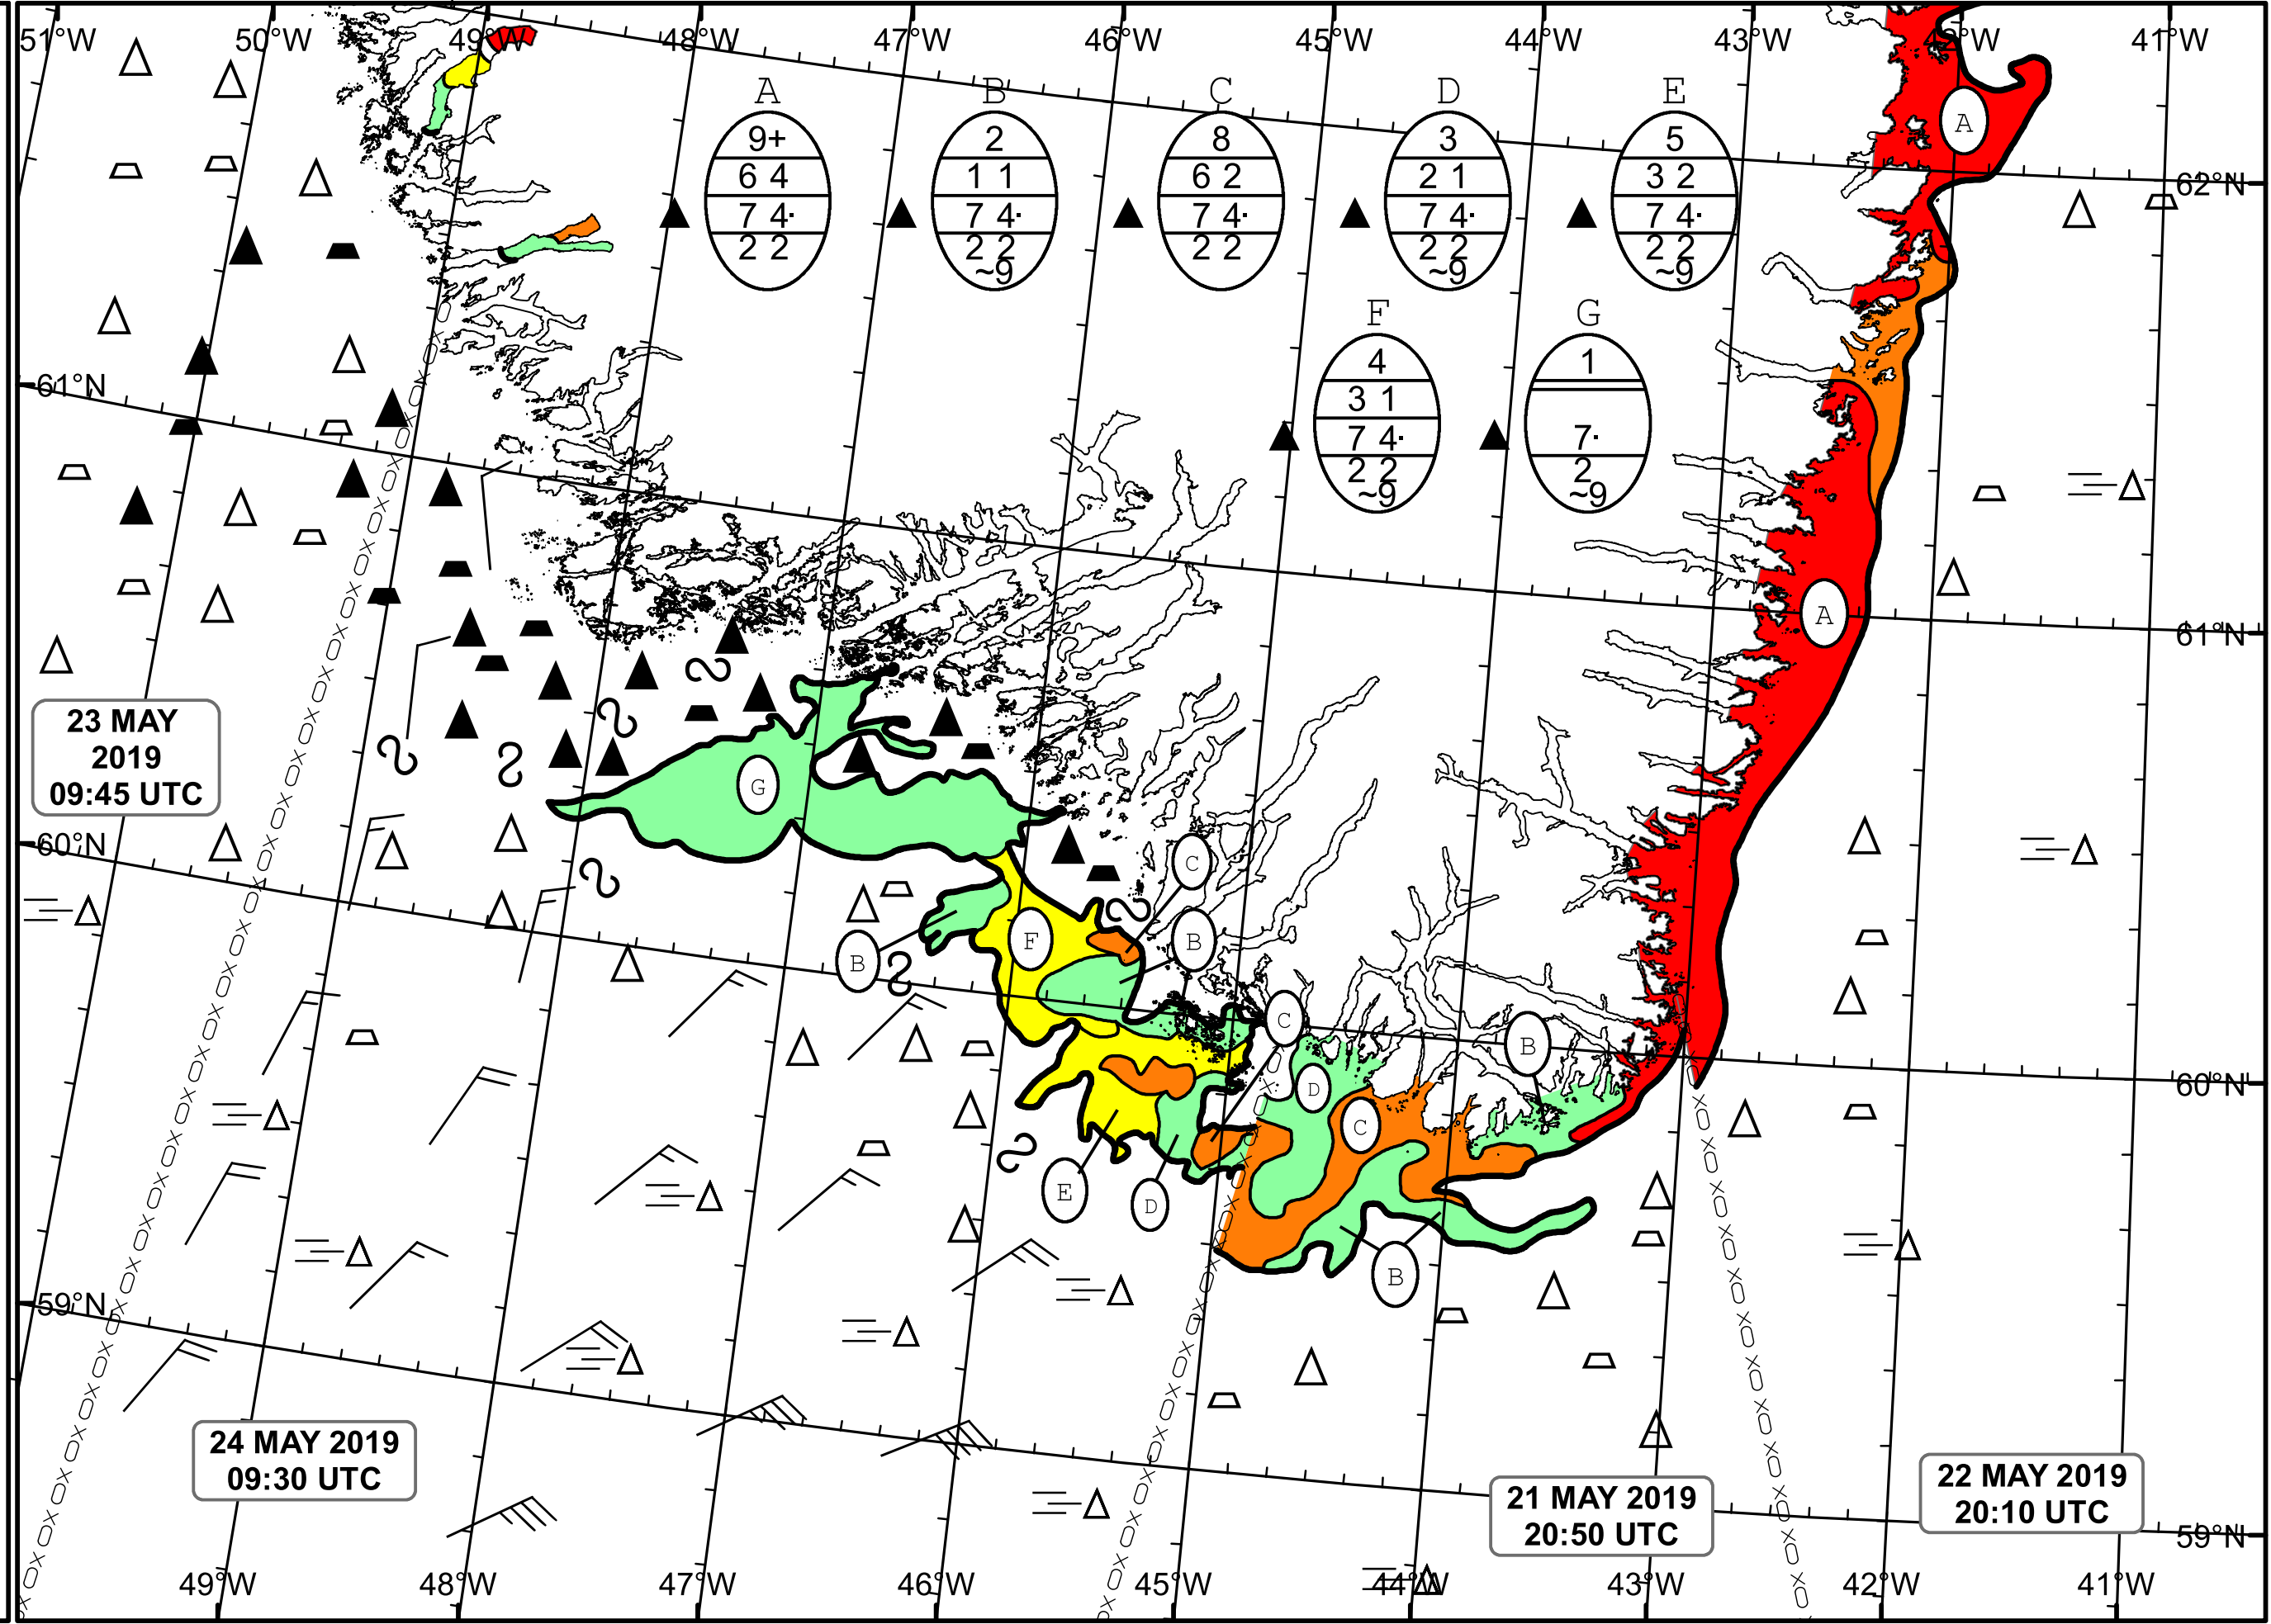 51°W 50°W 49°W 48°W 47°W 46°W 45°W 44°W 43°W 42°W 41°W
A B C D E
9+ 2 8 3 5
6 4 1 1 6 2 2 1 3 2
7 4. 7 4. 7 4. 7 4. 7 4.
2 2 2 2 2 2 2 2 2 2
~9 ~9 ~9
A
62°N
F G
4 1
3 1
7 4. 7.
2 2 2
~9 ~9
61°N
A
61°N
23 MAY
2019
09:45 UTC
G
60°N
C
B
F
B
C
B
D
C
60°N
E
D
B
59°N
24 MAY 2019
09:30 UTC
21 MAY 2019
20:50 UTC
22 MAY 2019
20:10 UTC
59°N
49°W 48°W 47°W 46°W 45°W 44°W 43°W 42°W 41°W